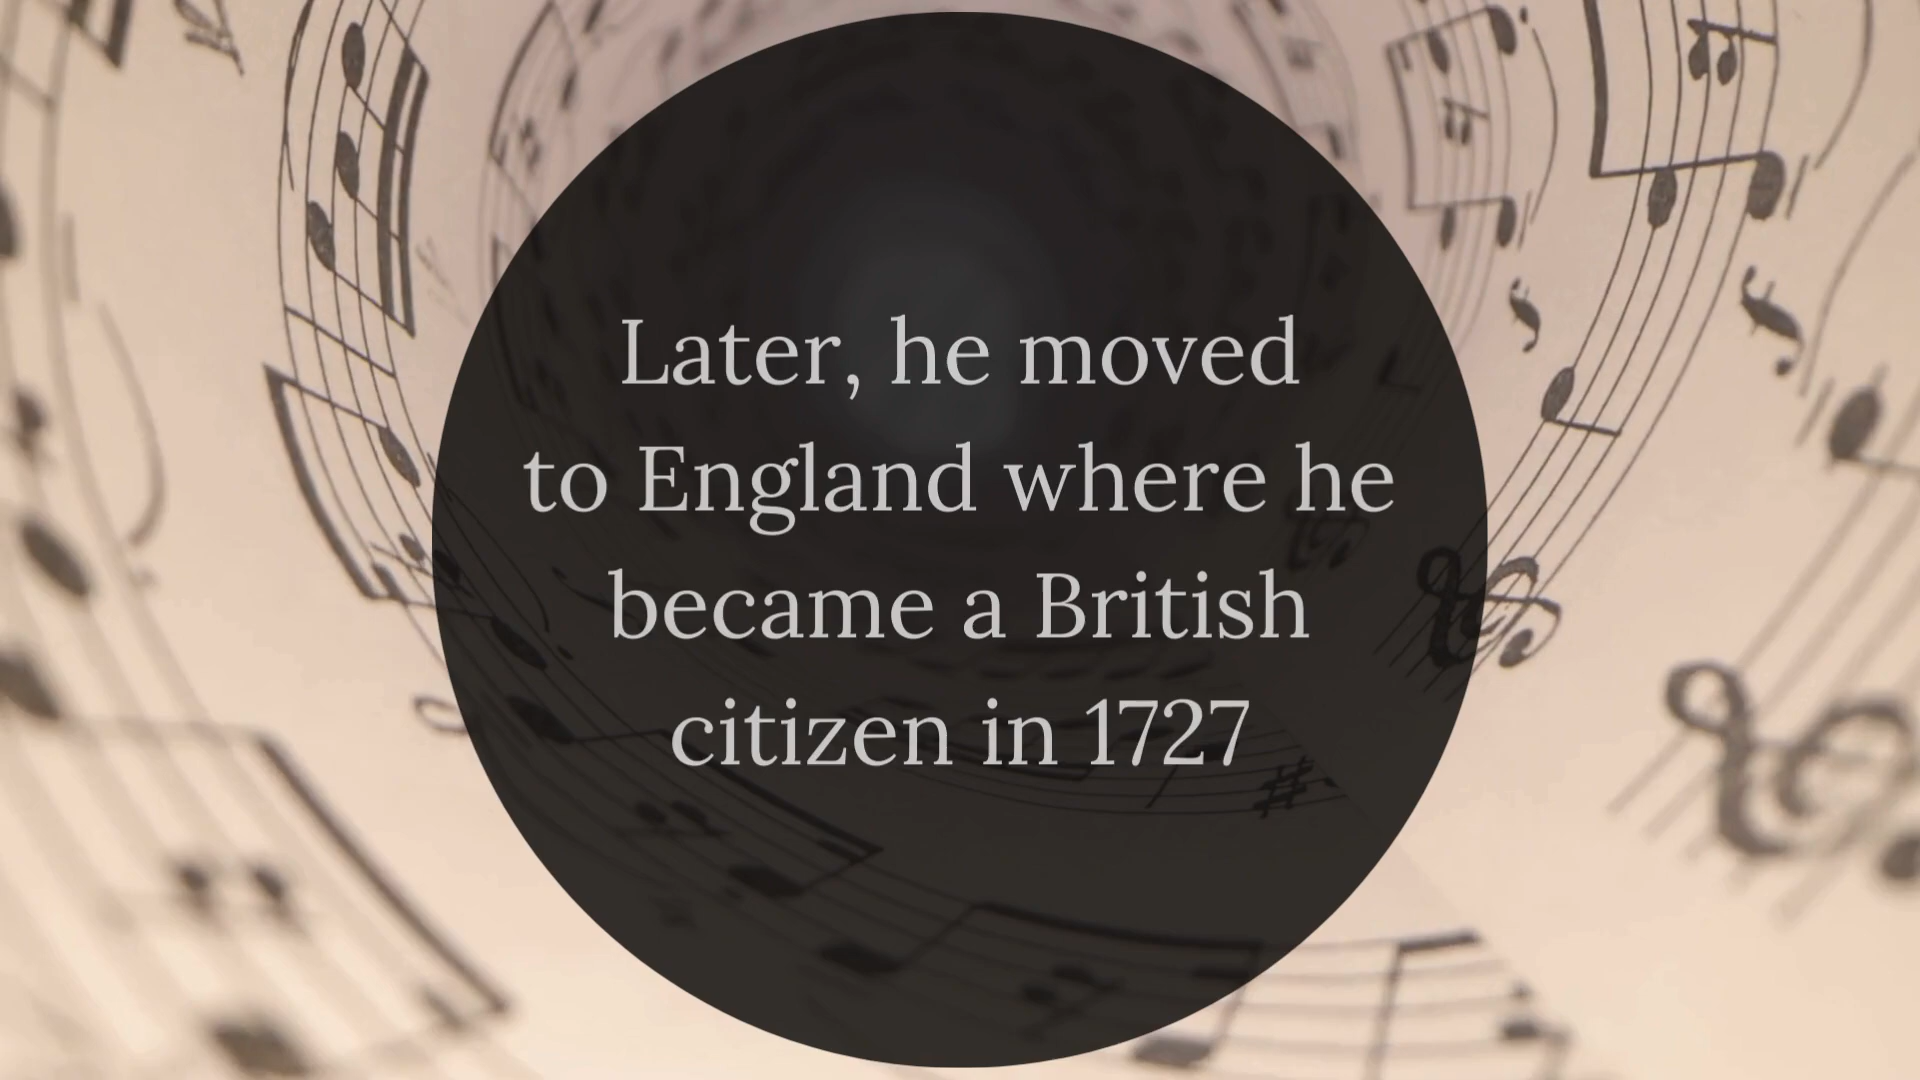 Later, he moved
to England where he
became a British
citizen in 1727